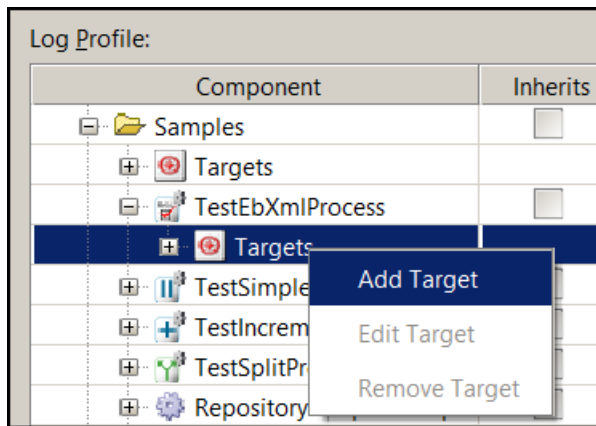 Log Profile:
Component Inherits
Samples
Targets
TestEbXmlProcess
Targets
Add Target
TestSimple
Edit Target
TestIncrem
TestSplitPr
Remove Target
Repository